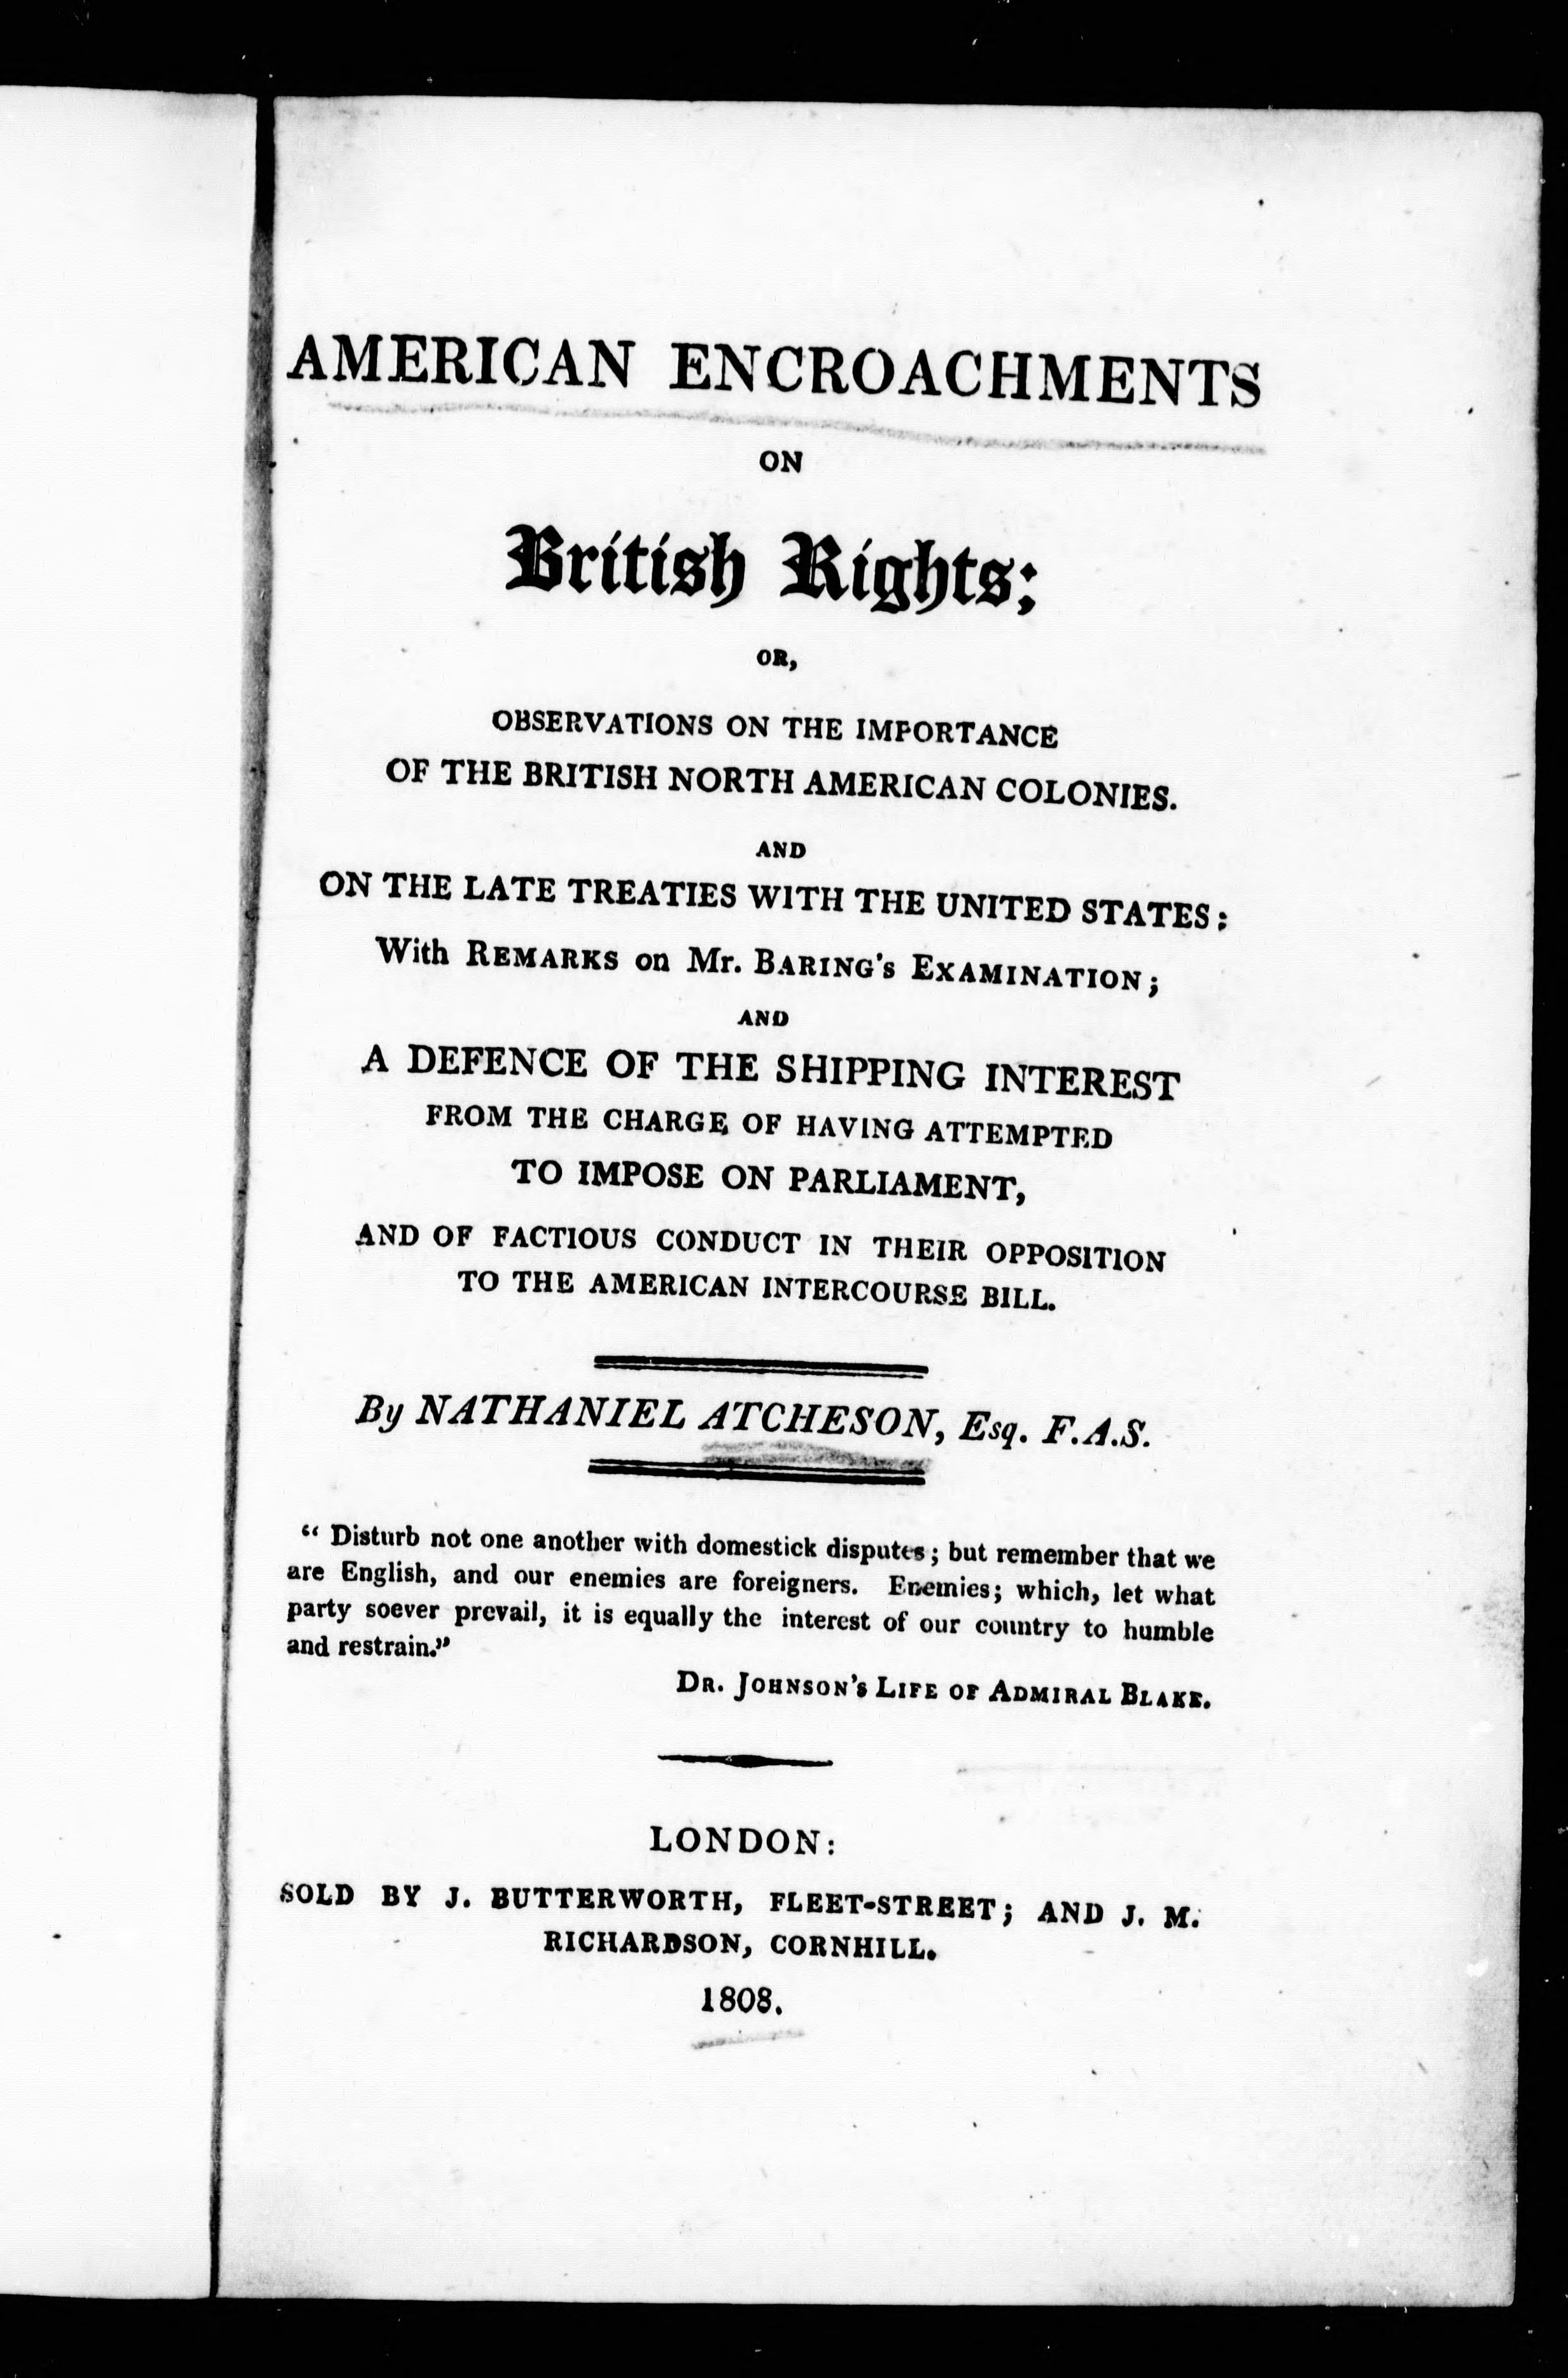 AMERICAN ENCROACHMENTS
ON
British Rights;
OR,
OBSERVATIONS ON THE IMPORTANCE
OF THE BRITISH NORTH AMERICAN COLONIES.
AND
ON THE LATE TREATIES WITH THE UNITED STATES:
With REMARKS on Mr. BARING'S EXAMINATION;
AND
A DEFENCE OF THE SHIPPING INTEREST
FROM THE CHARGE OF HAVING ATTEMPTED
TO IMPOSE ON PARLIAMENT,
AND OF FACTIOUS CONDUCT IN THEIR OPPOSITION
TO THE AMERICAN INTERCOURSE BILL.
By NATHANIEL ATCHESON, Esq. F.A.S.
“ Disturb not one another with domestick disputes; but remember that we
are English, and our enemies are foreigners. Enemies; which, let what
party soever prevail, it is equally the interest of our country to humble
and restrain.”
DR. JOHNSON'S LIFE OF ADMIRAL BLAKE.
LONDON:
SOLD BY J. BUTTERWORTH, FLEET-STREET; AND J. M.
RICHARDSON, CORNHILL.
1808.